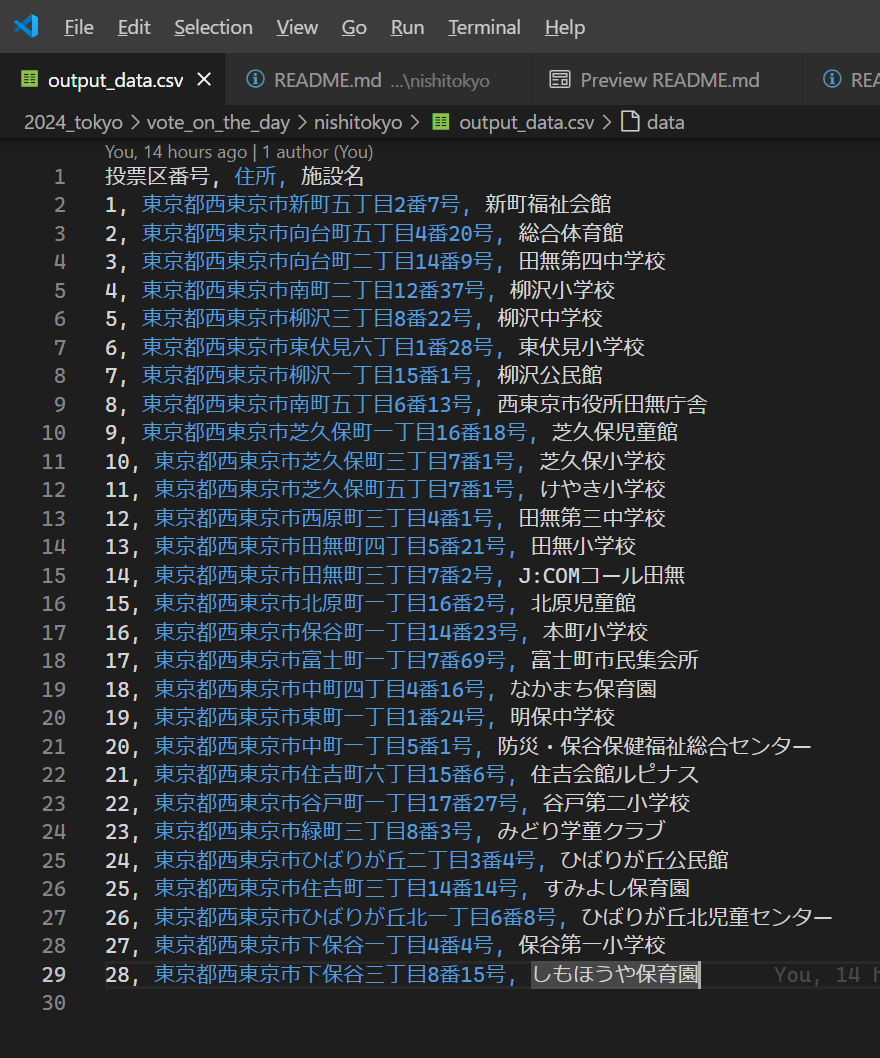 File Edit Selection View Go Run Terminal Help
output_data.csv × README.md ...\nishitokyo Preview README.md REA
2024_tokyo > vote_on_the_day > nishitokyo > output_data.csv > data
You, 14 hours ago | 1 author (You)
1 投票区番号, 住所, 施設名
2 1, 東京都西東京市新町五丁目2番7号, 新町福祉会館
3 2, 東京都西東京市向台町五丁目4番20号, 総合体育館
4 3, 東京都西東京市向台町二丁目14番9号, 田無第四中学校
5 4, 東京都西東京市南町二丁目12番37号, 柳沢小学校
6 5, 東京都西東京市柳沢三丁目8番22号, 柳沢中学校
7 6, 東京都西東京市東伏見六丁目1番28号, 東伏見小学校
8 7, 東京都西東京市柳沢一丁目15番1号, 柳沢公民館
9 8, 東京都西東京市南町五丁目6番13号, 西東京市役所田無庁舎
10 9, 東京都西東京市芝久保町一丁目16番18号, 芝久保児童館
11 10, 東京都西東京市芝久保町三丁目7番1号, 芝久保小学校
12 11, 東京都西東京市芝久保町五丁目7番1号, けやき小学校
13 12, 東京都西東京市西原町三丁目4番1号, 田無第三中学校
14 13, 東京都西東京市田無町四丁目5番21号, 田無小学校
15 14, 東京都西東京市田無町三丁目7番2号, J:COMコール田無
16 15, 東京都西東京市北原町一丁目16番2号, 北原児童館
17 16, 東京都西東京市保谷町一丁目14番23号, 本町小学校
18 17, 東京都西東京市富士町一丁目7番69号, 富士町市民集会所
19 18, 東京都西東京市中町四丁目4番16号, なかまち保育園
20 19, 東京都西東京市東町一丁目1番24号, 明保中学校
21 20, 東京都西東京市中町一丁目5番1号, 防災・保谷保健福祉総合センター
22 21, 東京都西東京市住吉町六丁目15番6号, 住吉会館ルピナス
23 22, 東京都西東京市谷戸町一丁目17番27号, 谷戸第二小学校
24 23, 東京都西東京市緑町三丁目8番3号, みどり学童クラブ
25 24, 東京都西東京市ひばりが丘二丁目3番4号, ひばりが丘公民館
26 25, 東京都西東京市住吉町三丁目14番14号, すみよし保育園
27 26, 東京都西東京市ひばりが丘北一丁目6番8号, ひばりが丘北児童センター
28 27, 東京都西東京市下保谷一丁目4番4号, 保谷第一小学校
29 28, 東京都西東京市下保谷三丁目8番15号, しもほうや保育園 You, 14 h
30